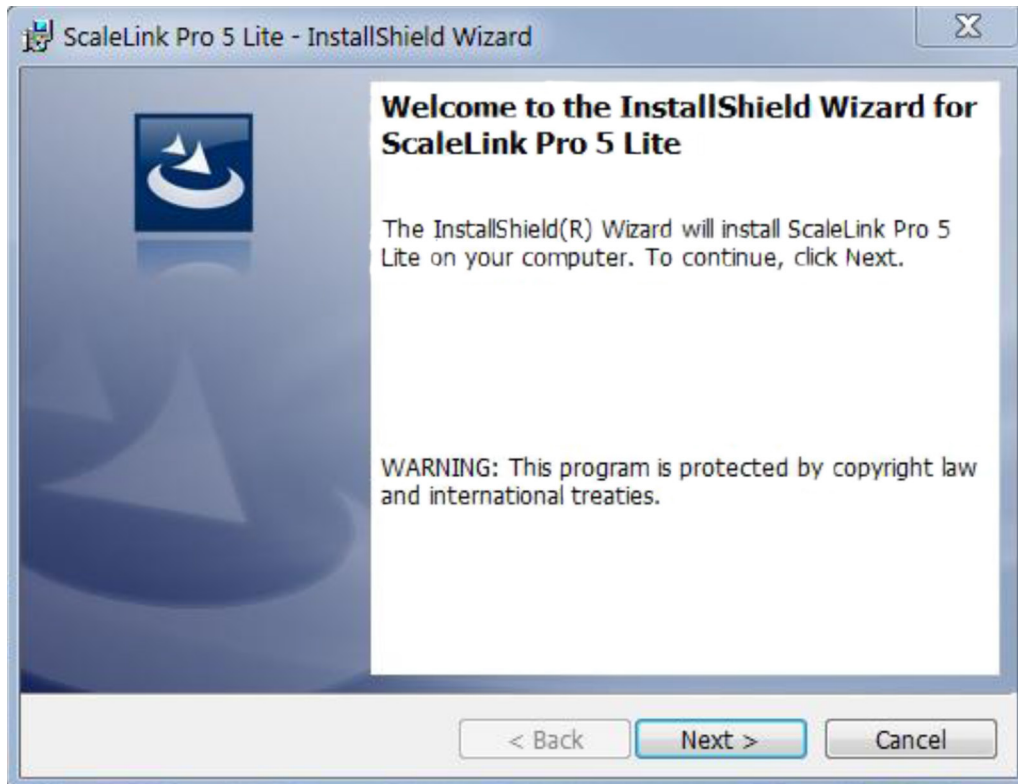 ScaleLink Pro 5 Lite - InstallShield Wizard
Welcome to the InstallShield Wizard for
ScaleLink Pro 5 Lite
The InstallShield(R) Wizard will install ScaleLink Pro 5
Lite on your computer. To continue, click Next.
WARNING: This program is protected by copyright law
and international treaties.
< Back Next > Cancel